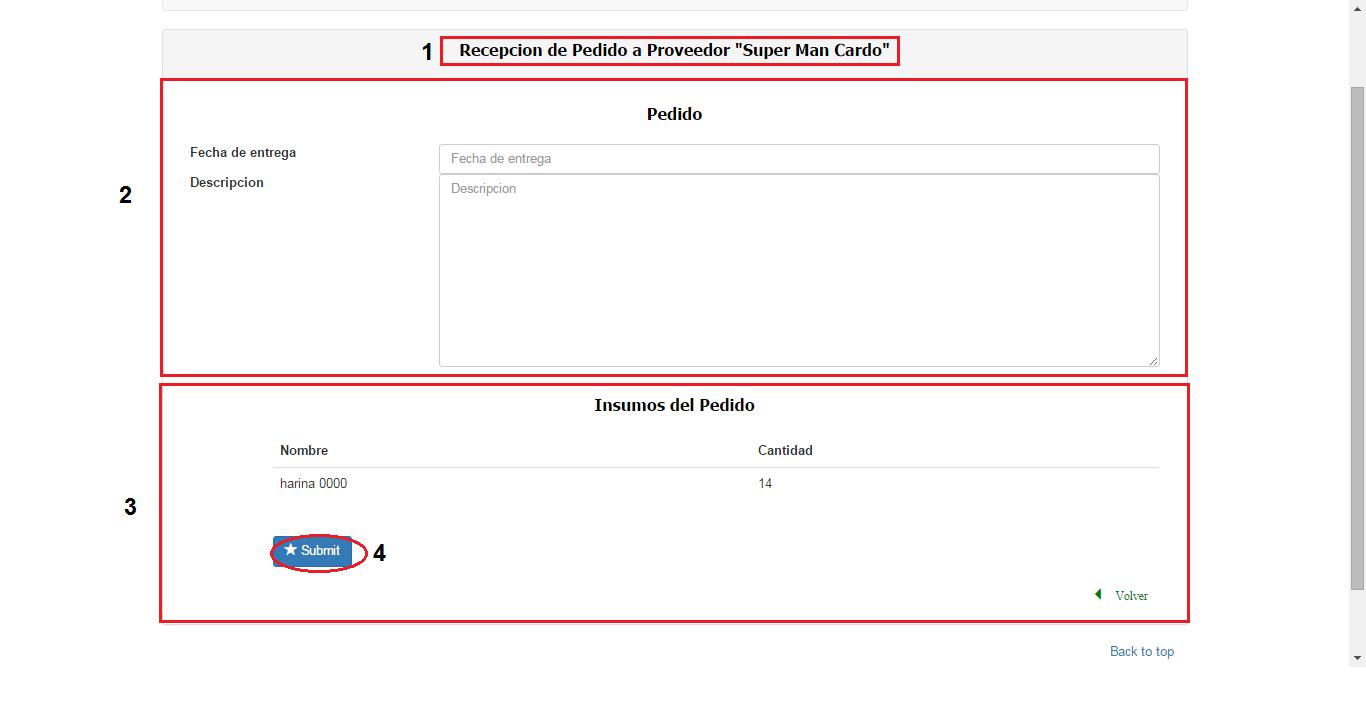 1 Recepcion de Pedido a Proveedor "Super Man Cardo"
Pedido
Fecha de entrega Fecha de entrega
2 Descripcion Descripcion
Insumos del Pedido
Nombre Cantidad
harina 0000 14
3
Submit 4
Volver
Back to top